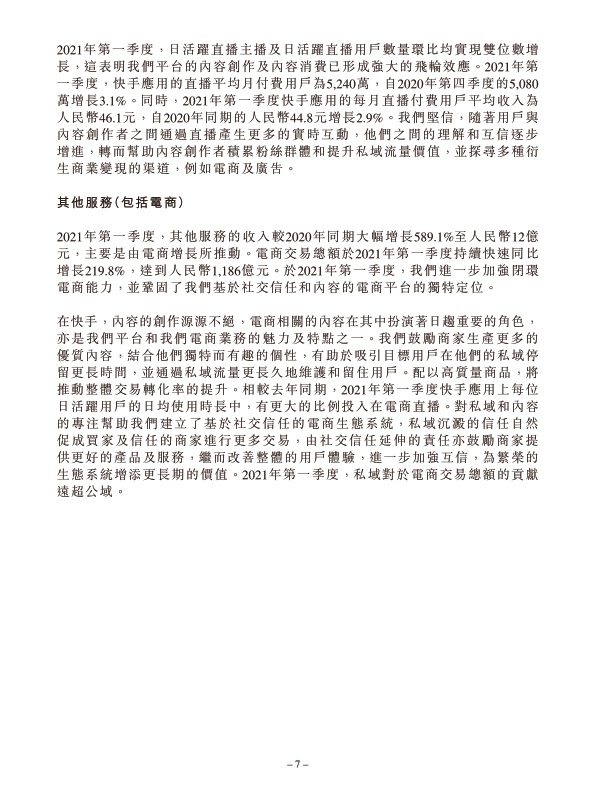 2021年第一季度，日活躍直播主播及日活躍直播用戶數量環比均實現雙位數增
長，這表明我們平台的內容創作及內容消費已形成強大的飛輪效應。2021年第
一季度，快手應用的直播平均月付費用戶為5,240萬，自2020年第四季度的5,080
萬增長3.1%。同時，2021年第一季度快手應用的每月直播付費用戶平均收入為
人民幣46.1元，自2020年同期的人民幣44.8元增長2.9%。我們堅信，隨著用戶與
內容創作者之間通過直播產生更多的實時互動，他們之間的理解和互信逐步
增進，轉而幫助內容創作者積累粉絲群體和提升私域流量價值，並探尋多種衍
生商業變現的渠道，例如電商及廣告。
其他服務(包括電商)
2021年第一季度，其他服務的收入較2020年同期大幅增長589.1%至人民幣12億
元，主要是由電商增長所推動。電商交易總額於2021年第一季度持續快速同比
增長219.8%，達到人民幣1,186億元。於2021年第一季度，我們進一步加強閉環
電商能力，並鞏固了我們基於社交信任和內容的電商平台的獨特定位。
在快手，內容的創作源源不絕，電商相關的內容在其中扮演著日趨重要的角色，
亦是我們平台和我們電商業務的魅力及特點之一。我們鼓勵商家生產更多的
優質內容，結合他們獨特而有趣的個性，有助於吸引目標用戶在他們的私域停
留更長時間，並通過私域流量更長久地維護和留住用戶。配以高質量商品，將
推動整體交易轉化率的提升。相較去年同期，2021年第一季度快手應用上每位
日活躍用戶的日均使用時長中，有更大的比例投入在電商直播。對私域和內容
的專注幫助我們建立了基於社交信任的電商生態系統，私域沉澱的信任自然
促成買家及信任的商家進行更多交易，由社交信任延伸的責任亦鼓勵商家提
供更好的產品及服務，繼而改善整體的用戶體驗，進一步加強互信，為繁榮的
生態系統增添更長期的價值。2021年第一季度，私域對於電商交易總額的貢獻
遠超公域。
– 7 –